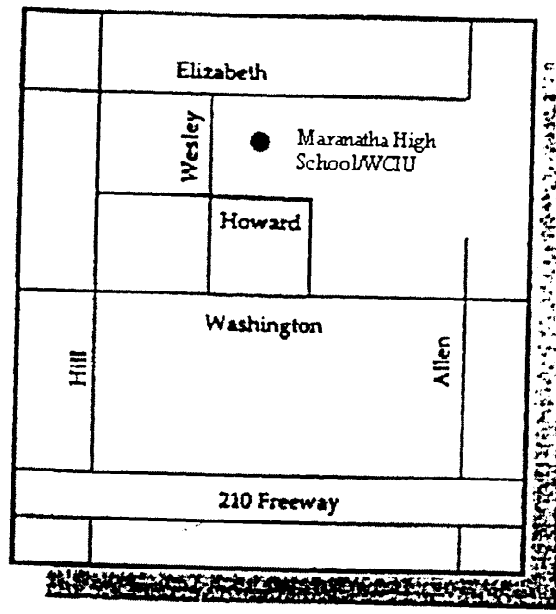 Elizabeth
Wesley
Maranatha High
School/WCIU
Howard
Washington
Hill
Allen
210 Freeway